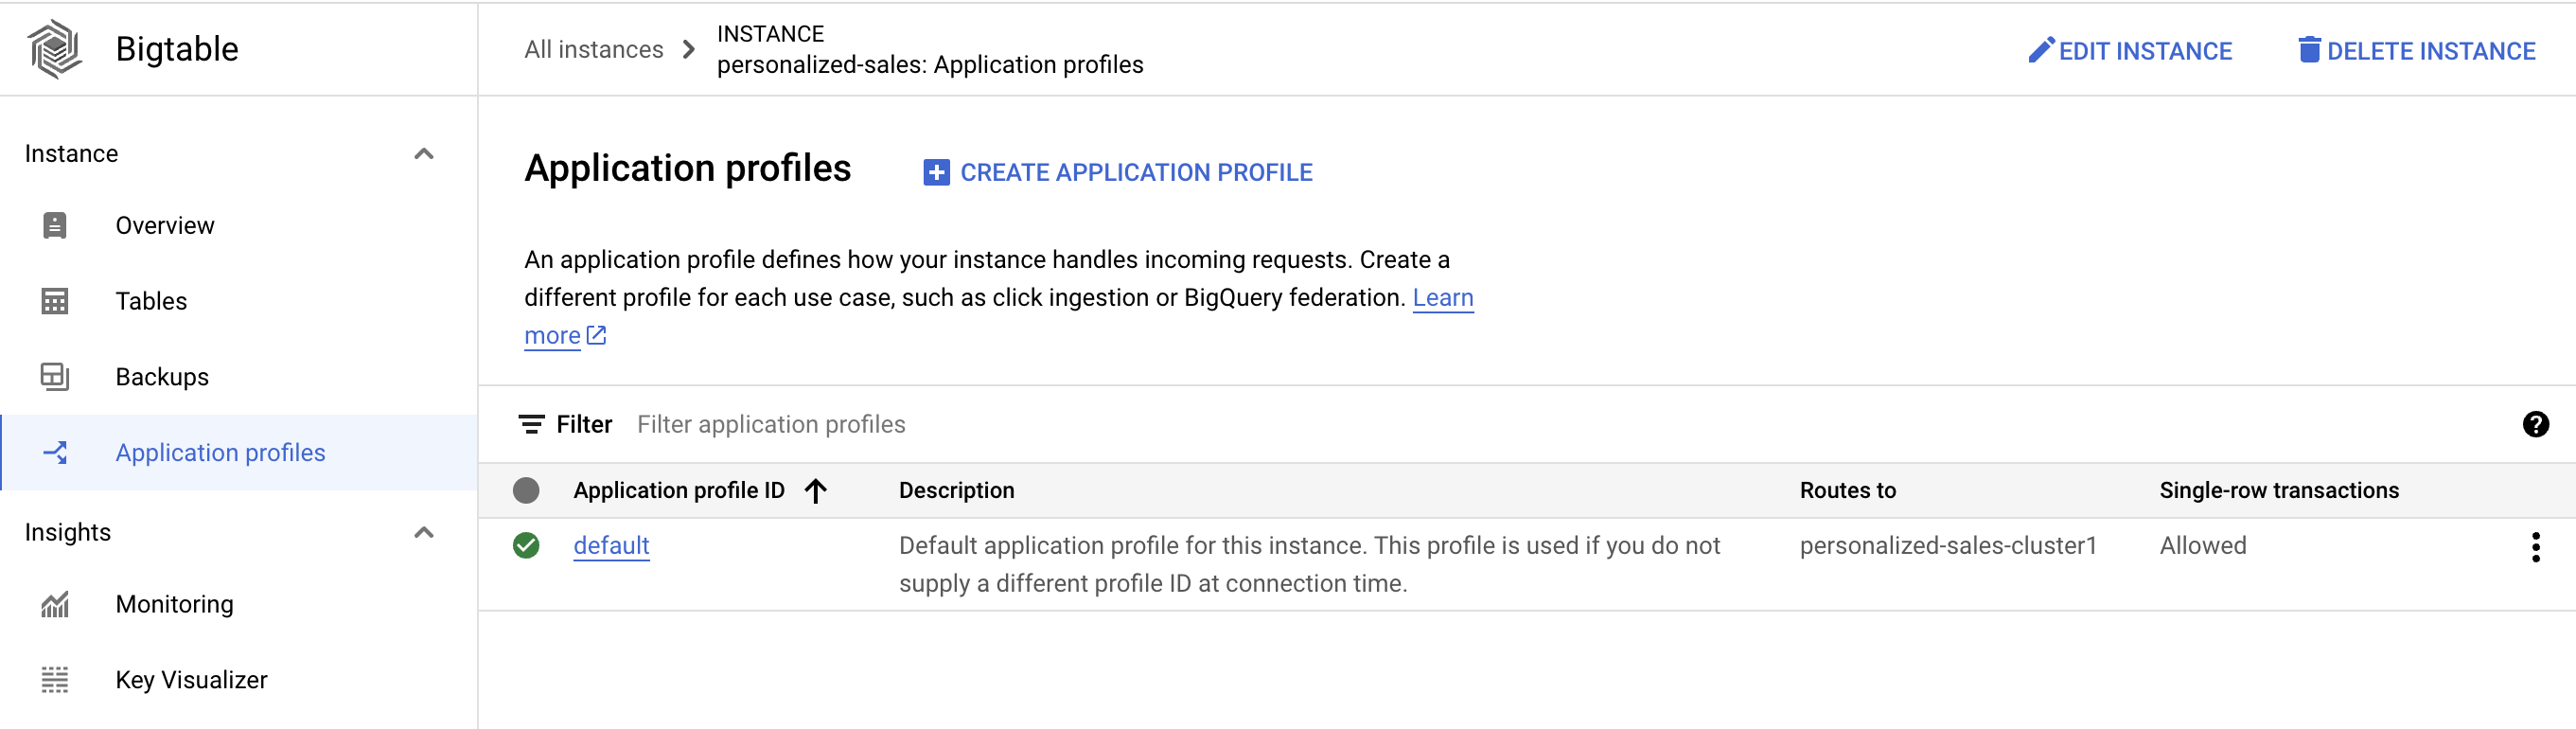 Bigtable
All instances
INSTANCE
personalized-sales: Application profiles
EDIT INSTANCE
DELETE INSTANCE
Instance
Overview
Tables
Backups
Application profiles
Insights
Monitoring
Key Visualizer
Application profiles
CREATE APPLICATION PROFILE
An application profile defines how your instance handles incoming requests. Create a
different profile for each use case, such as click ingestion or BigQuery federation. Learn
more
Filter Filter application profiles
Application profile ID Description Routes to Single-row transactions
default Default application profile for this instance. This profile is used if you do not personalized-sales-cluster1 Allowed
supply a different profile ID at connection time.